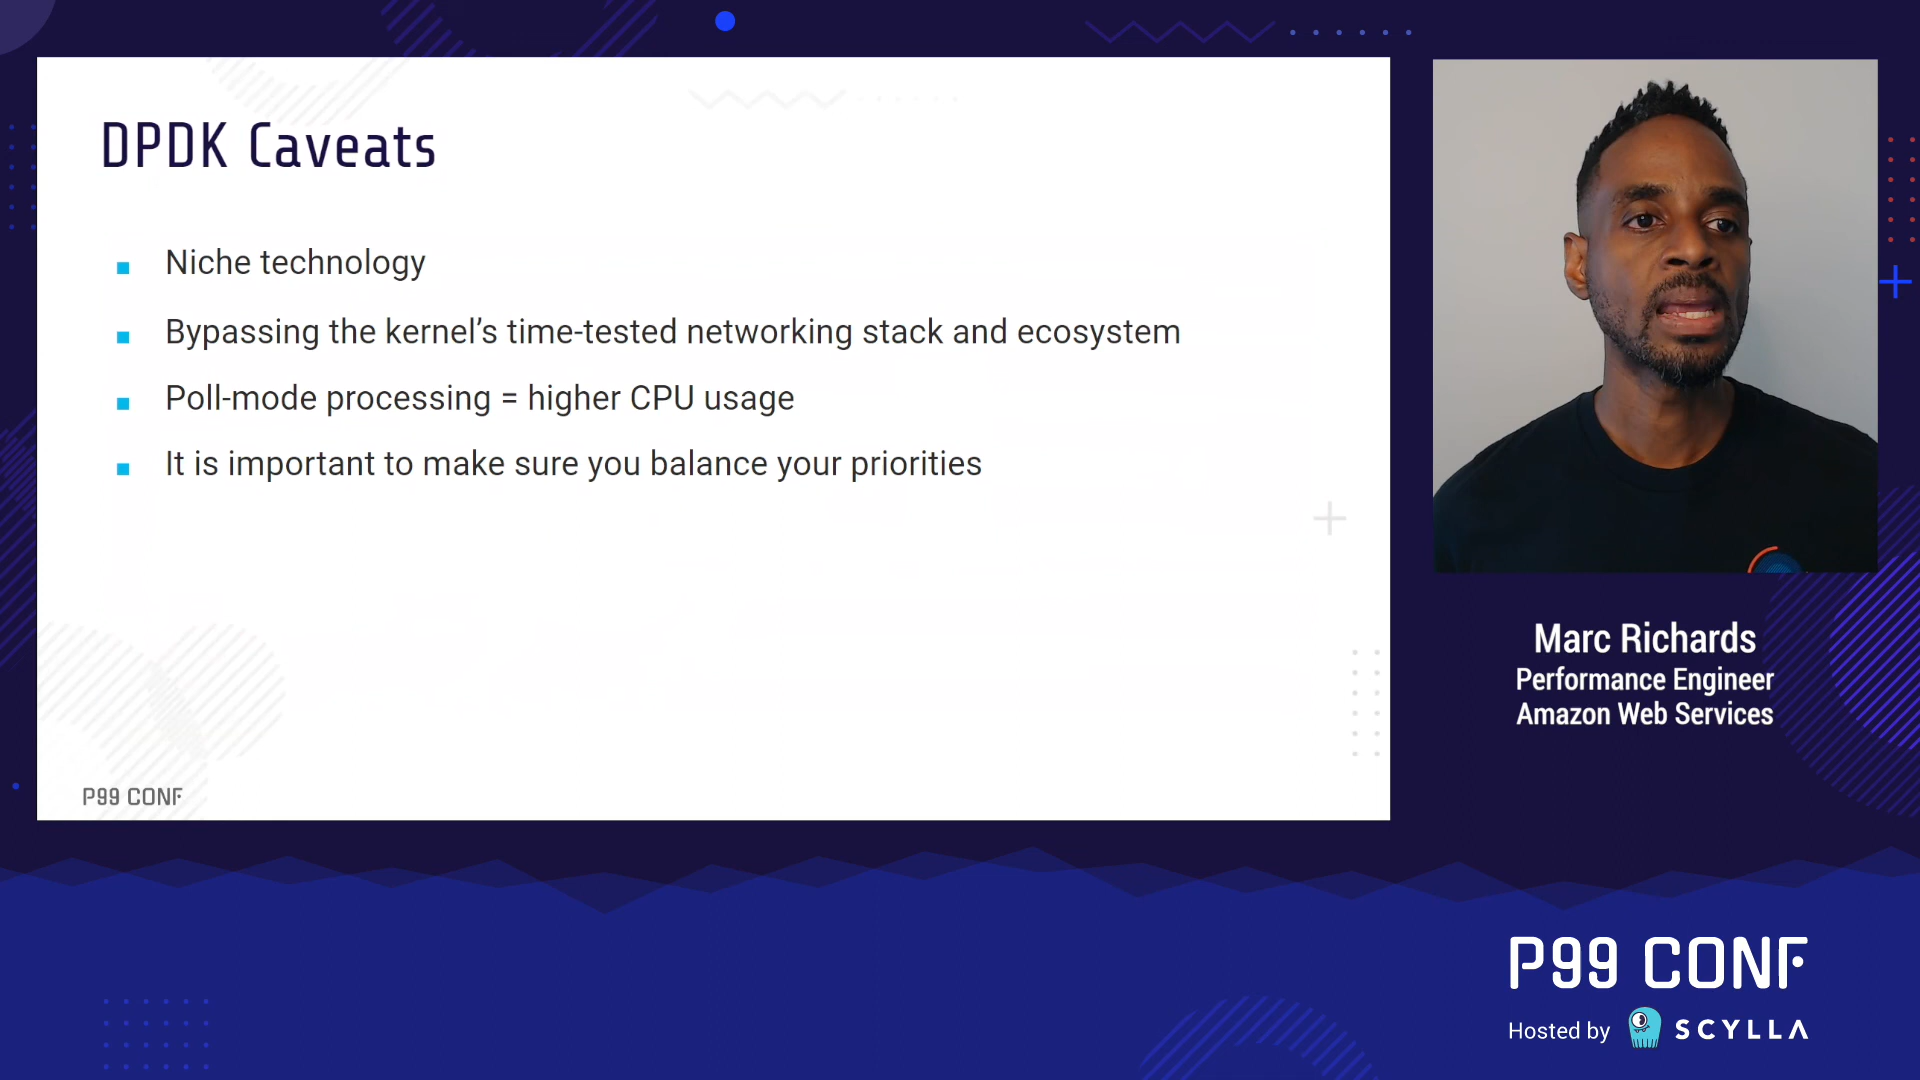 DPDK Caveats
Niche technology
Bypassing the kernel’s time-tested networking stack and ecosystem
Poll-mode processing = higher CPU usage
It is important to make sure you balance your priorities
P99 CONF
Marc Richards
Performance Engineer
Amazon Web Services
P99 CONF
Hosted by SCYLLA